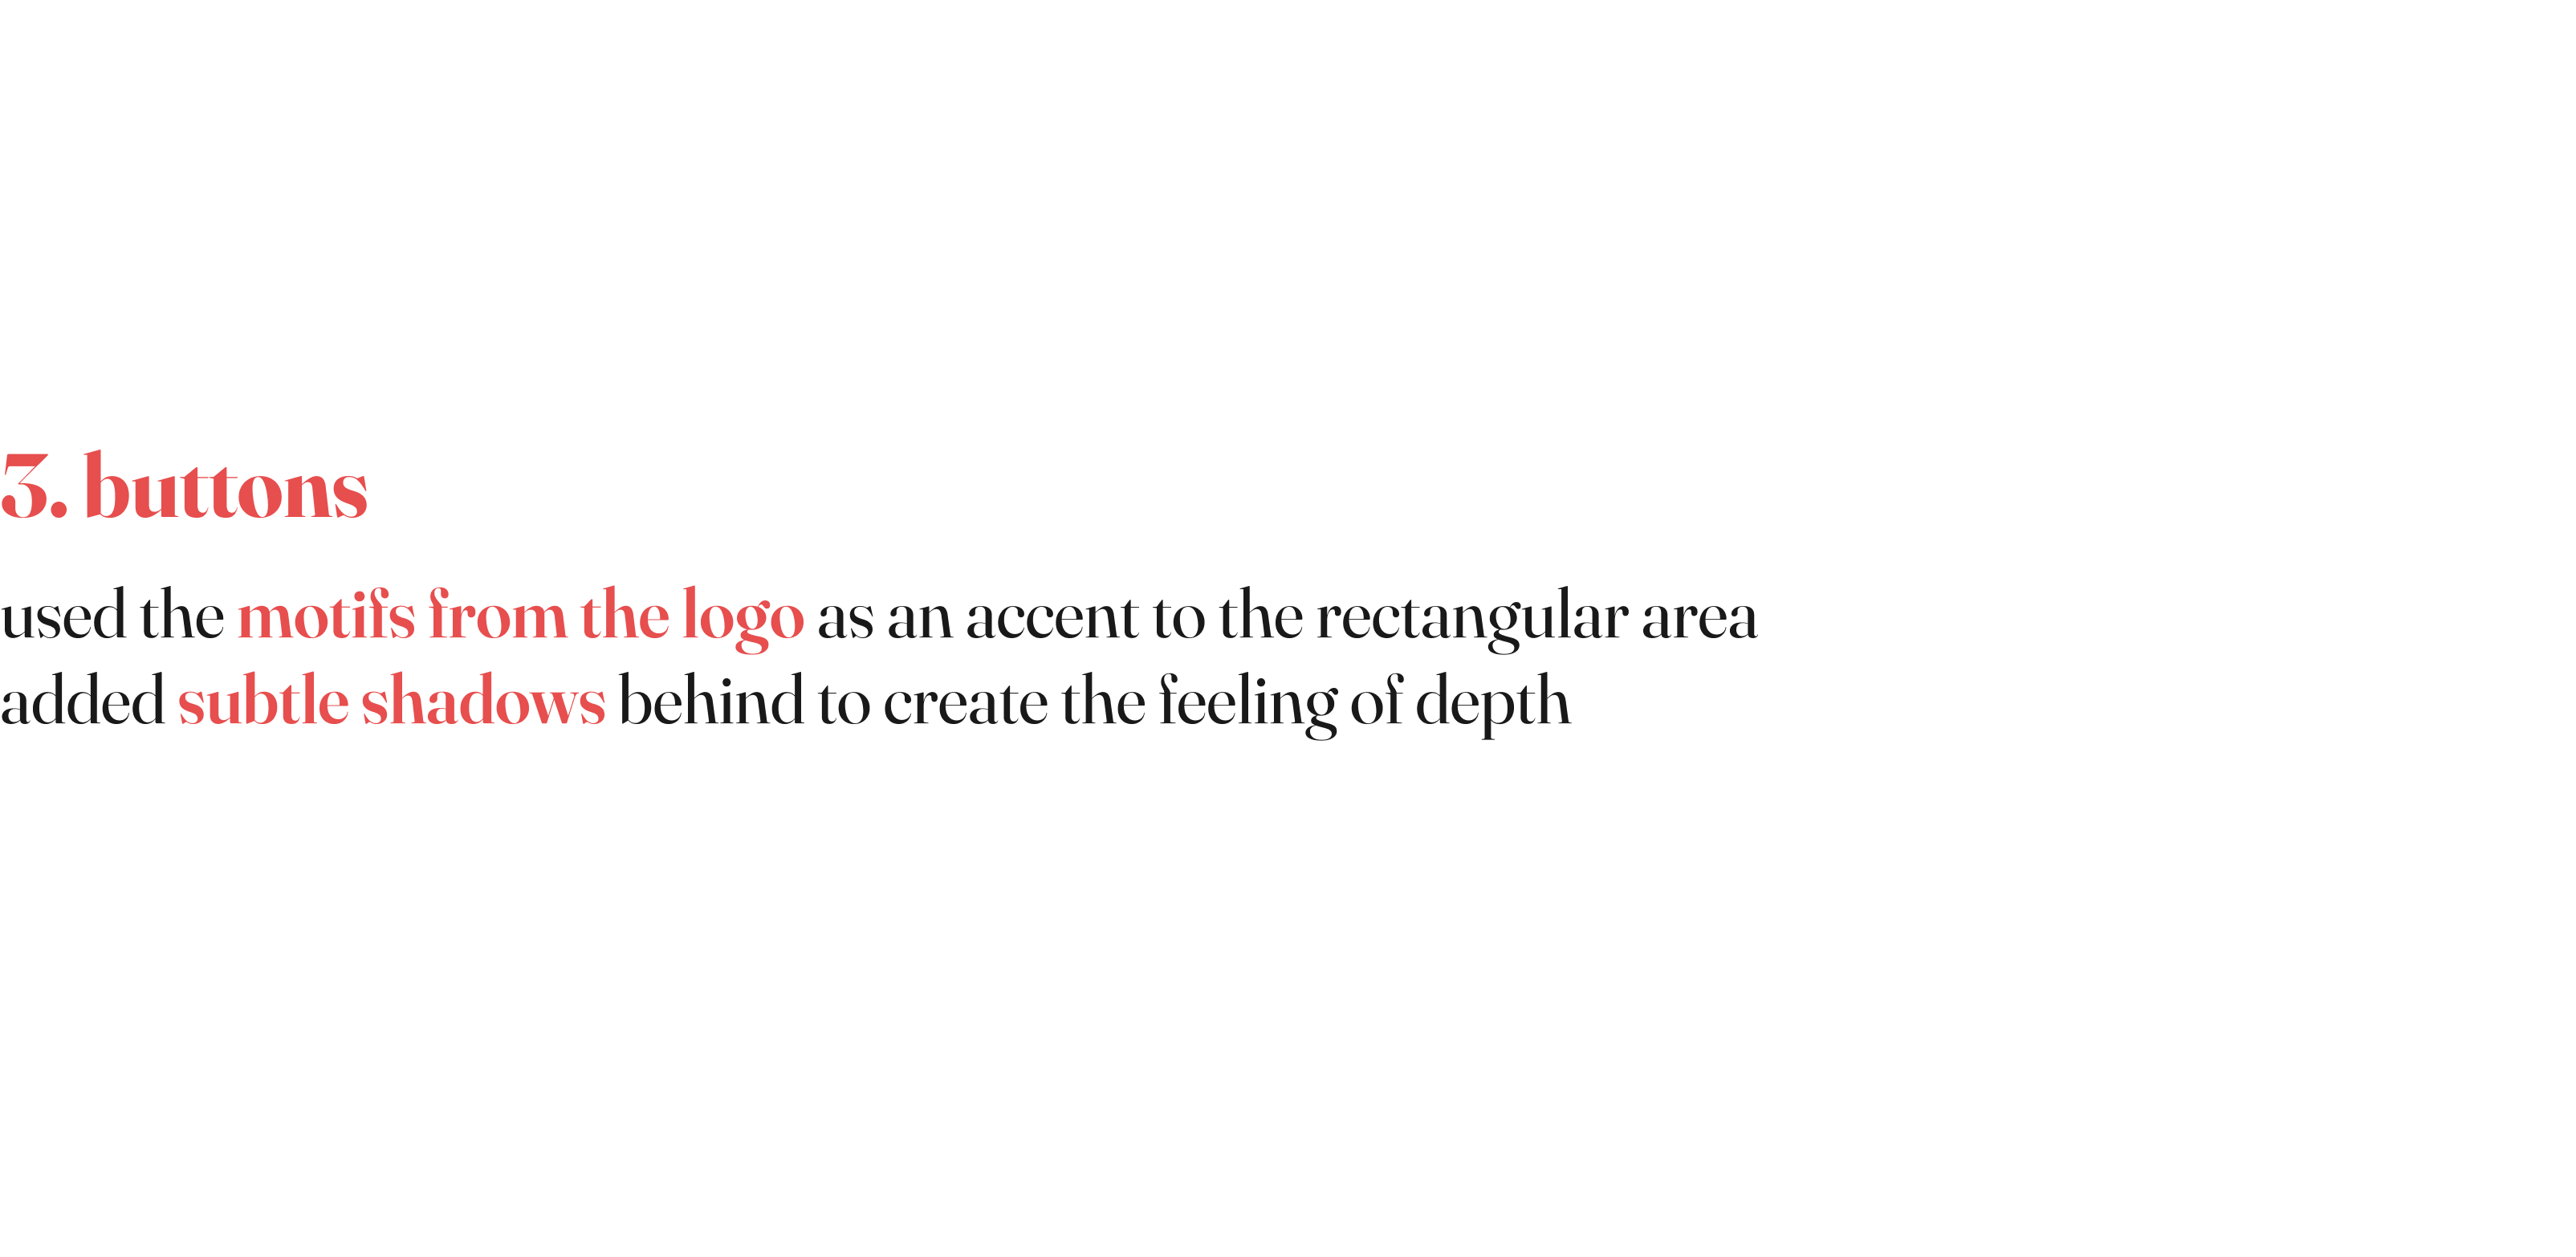 3. buttons
used the motifs from the logo as an accent to the rectangular area
added subtle shadows behind to create the feeling of depth